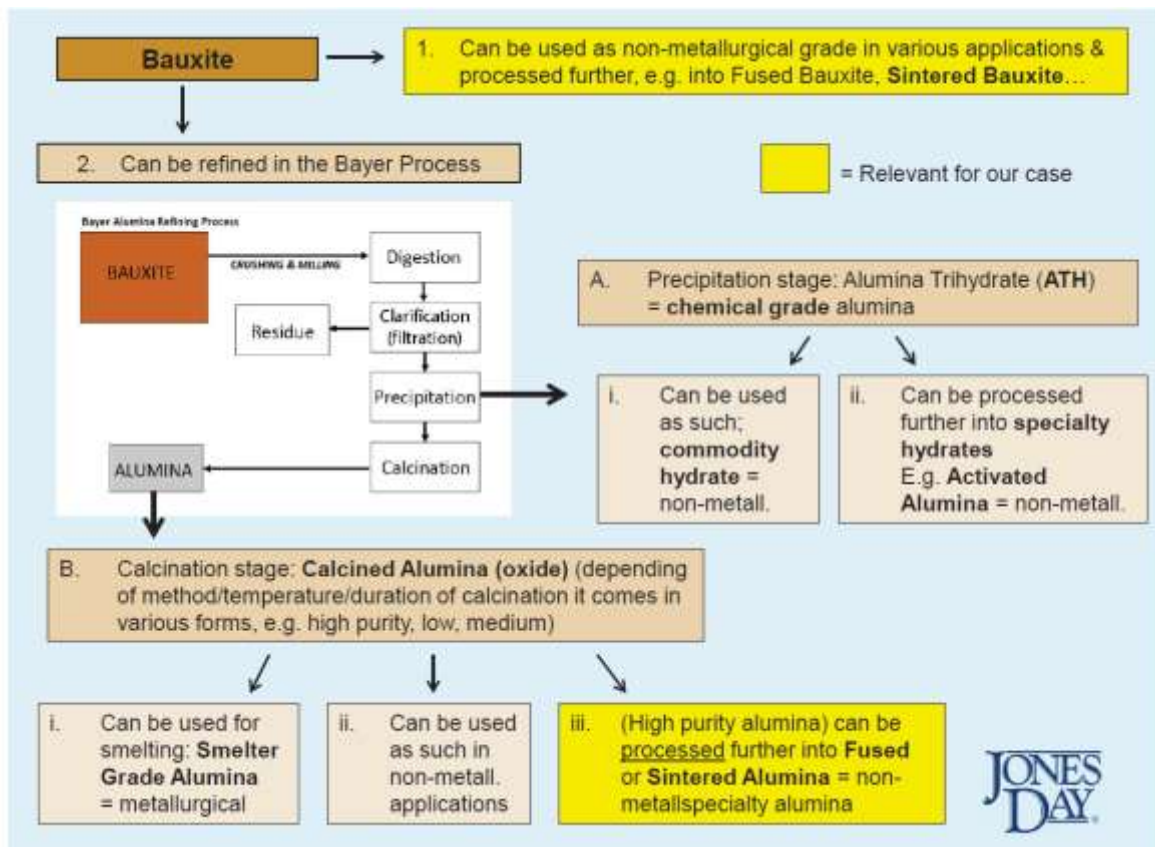 Bauxite
1. Can be used as non-metallurgical grade in various applications &
processed further, e.g. into Fused Bauxite, Sintered Bauxite…
2. Can be refined in the Bayer Process
= Relevant for our case
Bayer Alumina Refining Process
BAUXITE
CRUSHING & MILLING
Digestion
Residue
Clarification
(filtration)
Precipitation
ALUMINA
Calcination
A. Precipitation stage: Alumina Trihydrate (ATH)
= chemical grade alumina
i. Can be used
as such;
commodity
hydrate =
non-metall.
ii. Can be processed
further into specialty
hydrates
E.g. Activated
Alumina = non-metall.
B. Calcination stage: Calcined Alumina (oxide) (depending
of method/temperature/duration of calcination it comes in
various forms, e.g. high purity, low, medium)
i. Can be used for
smelting: Smelter
Grade Alumina
= metallurgical
ii. Can be used
as such in
non-metall.
applications
iii. (High purity alumina) can be
processed further into Fused
or Sintered Alumina = non-
metallspecialty alumina
JONES
DAY®